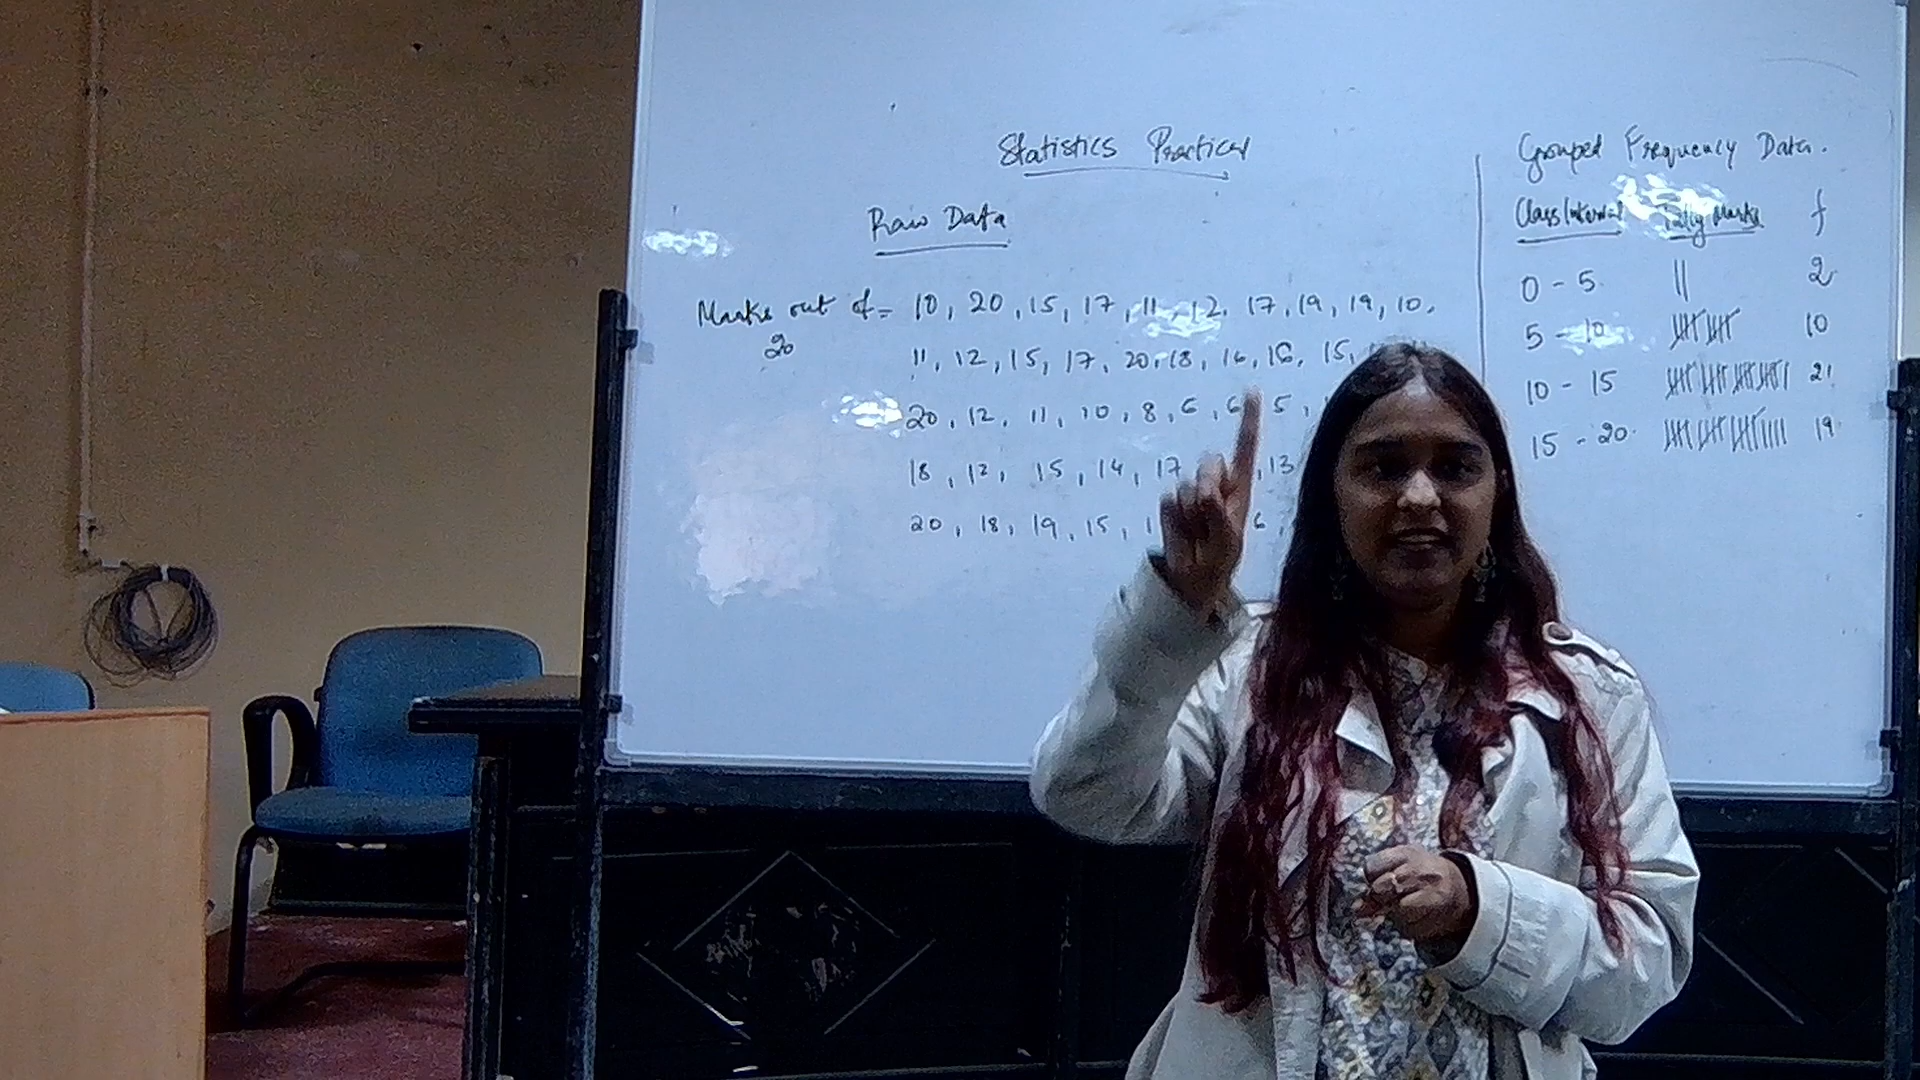 Statistics Practical
Raw Data
Marks out of = 10, 20, 15, 17, 11, 12, 17, 19, 19, 10,
20
11, 12, 15, 17, 20, 18, 16, 16, 15,
20, 12, 11, 10, 8, 6, 6, 5,
18, 12, 15, 14, 17, 13
20, 18, 19, 15, 6,
Grouped Frequency Data.
Class Interval Tally Marks f
0 - 5 || 2
5 - 10 10
10 - 15 21
15 - 20 19